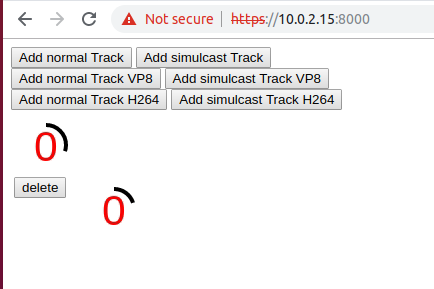 Not secure https://10.0.2.15:8000
Add normal Track Add simulcast Track
Add normal Track VP8 Add simulcast Track VP8
Add normal Track H264 Add simulcast Track H264
0
delete
0